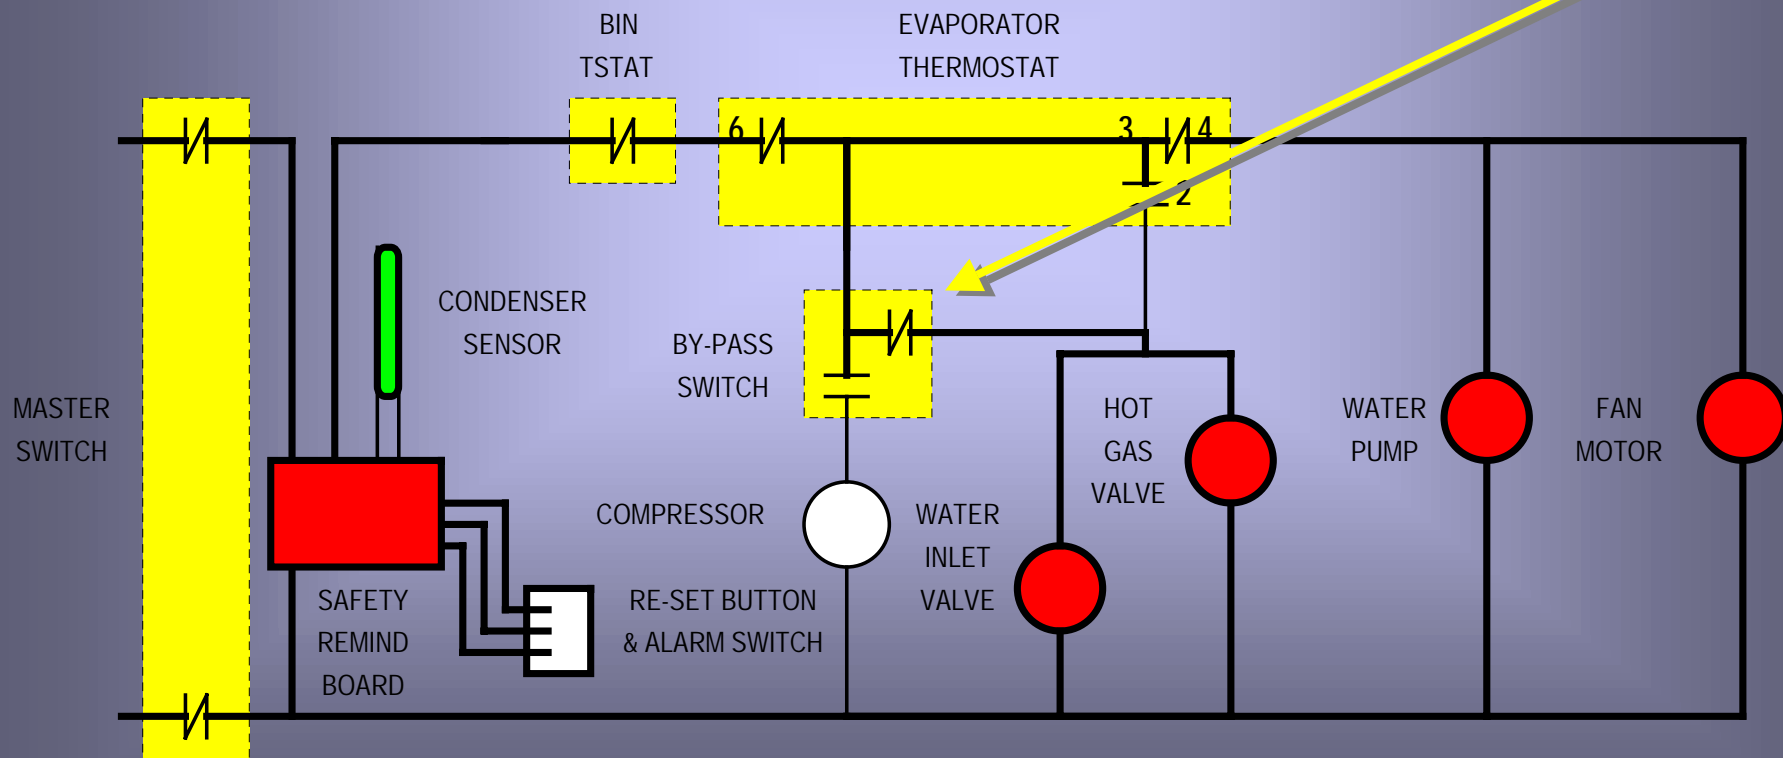 BIN
TSTAT
EVAPORATOR
THERMOSTAT
6
3
4
2
CONDENSER
SENSOR
BY-PASS
SWITCH
MASTER
SWITCH
HOT
GAS
VALVE
WATER
PUMP
FAN
MOTOR
COMPRESSOR
WATER
INLET
VALVE
SAFETY
REMIND
BOARD
RE-SET BUTTON
& ALARM SWITCH